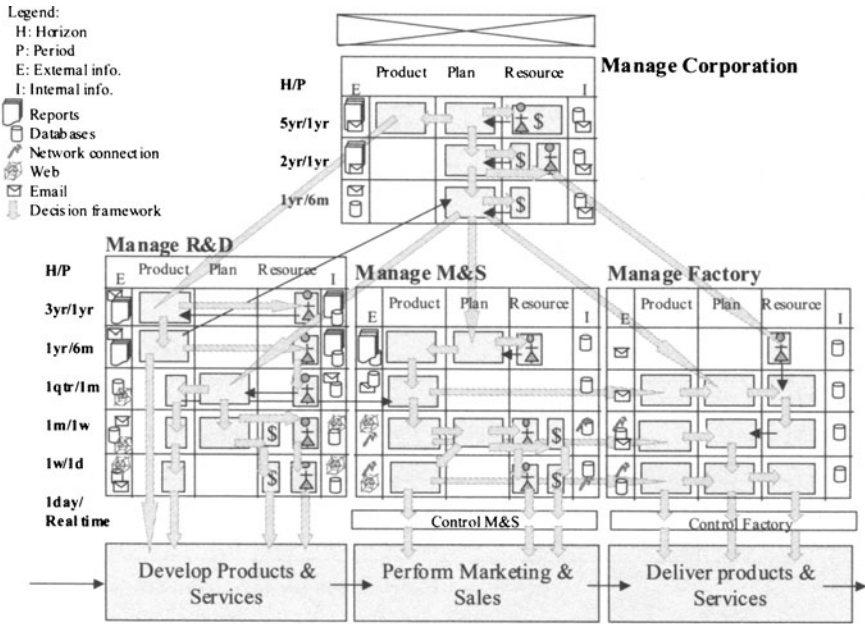 Legend:
H: Horizon
P: Period
E: External info.
I: Internal info.
Reports
Databases
Network connection
Web
Email
Decision framework
Manage Corporation
H/P
E
Product
Plan
Resource
I
5yr/1yr
$
2yr/1yr
$
1yr/6m
$
Manage R&D
H/P
E
Product
Plan
Resource
I
3yr/1yr
1yr/6m
1qtr/1m
1m/1w
$
1w/1d
$
1day/
Real time
Manage M&S
E
Product
Plan
Resource
I
$
$
Control M&S
Manage Factory
E
Product
Plan
Resource
I
Control Factory
Develop Products &
Services
Perform Marketing &
Sales
Deliver products &
Services